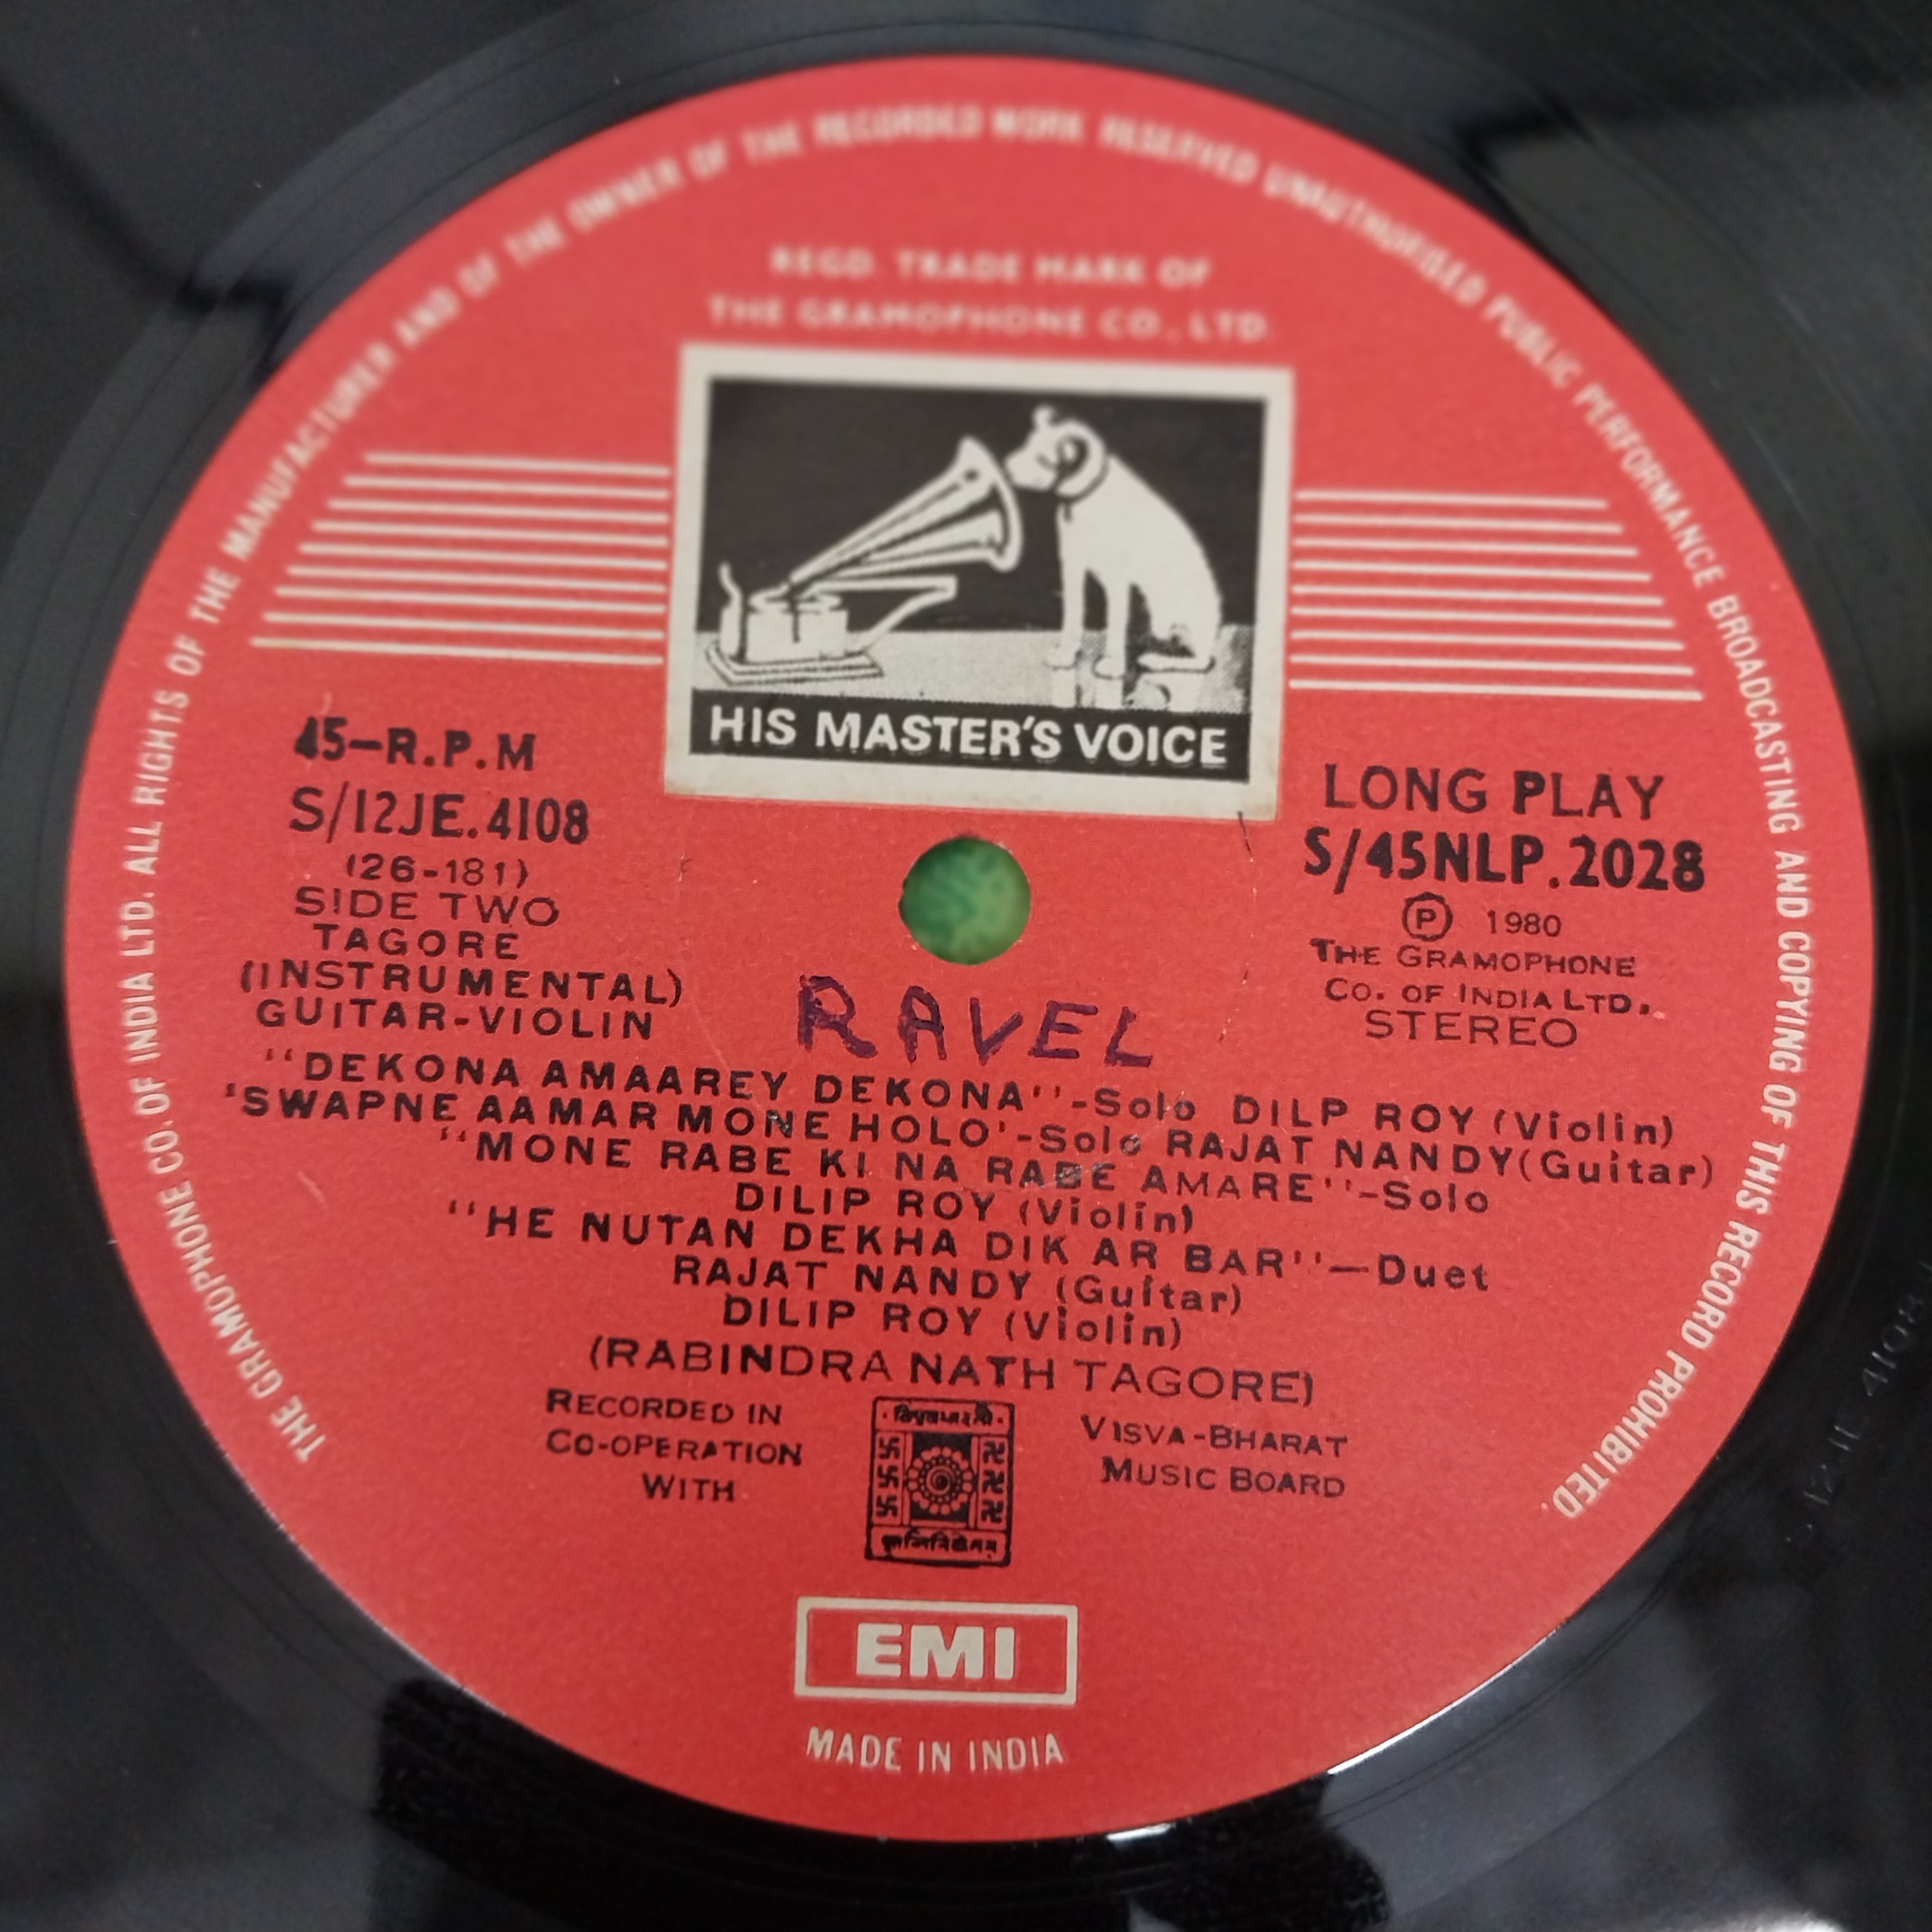 THE GRAMOPHONE CO. OF INDIA LTD. ALL RIGHTS OF THE MANUFACTURER AND OF THE OWNER OF THE RECORDED WORK RESERVED UNAUTHORISED PUBLIC PERFORMANCE BROADCASTING AND COPYING OF THIS RECORD PROHIBITED.
REGD. TRADE MARK OF
THE GRAMOPHONE CO., LTD.
HIS MASTER'S VOICE
45-R.P.M
S/12JE.4108
(26-181)
SIDE TWO
TAGORE
(INSTRUMENTAL)
GUITAR-VIOLIN
LONG PLAY
S/45NLP.2028
Ⓟ 1980
THE GRAMOPHONE
CO. OF INDIA LTD.
STEREO
RAVEL
"DEKONA AMAAREY DEKONA"-Solo DILP ROY (Violin)
'SWAPNE AAMAR MONE HOLO'-Solo RAJAT NANDY (Guitar)
"MONE RABE KI NA RABE AMARE"-Solo
DILIP ROY (Violin)
"HE NUTAN DEKHA DIK AR BAR"—Duet
RAJAT NANDY (Guitar)
DILIP ROY (Violin)
(RABINDRA NATH TAGORE)
RECORDED IN
CO-OPERATION
WITH
VISVA-BHARAT
MUSIC BOARD
EMI
MADE IN INDIA